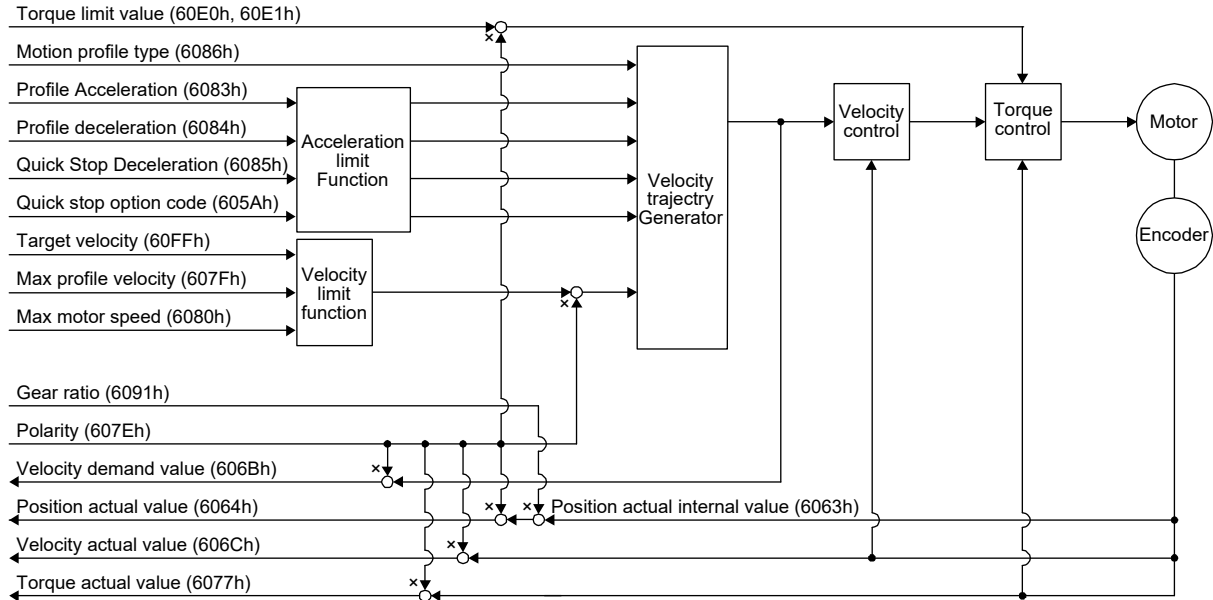 Torque limit value (60E0h, 60E1h)
×
Motion profile type (6086h)
Profile Acceleration (6083h)
Profile deceleration (6084h)
Quick Stop Deceleration (6085h)
Quick stop option code (605Ah)
Acceleration
limit
Function
Target velocity (60FFh)
Max profile velocity (607Fh)
Max motor speed (6080h)
Velocity
limit
function
×
Velocity
trajectry
Generator
Velocity
control
Torque
control
Motor
Encoder
Gear ratio (6091h)
Polarity (607Eh)
Velocity demand value (606Bh)
×
Position actual value (6064h)
×
×
Position actual internal value (6063h)
Velocity actual value (606Ch)
×
Torque actual value (6077h)
×